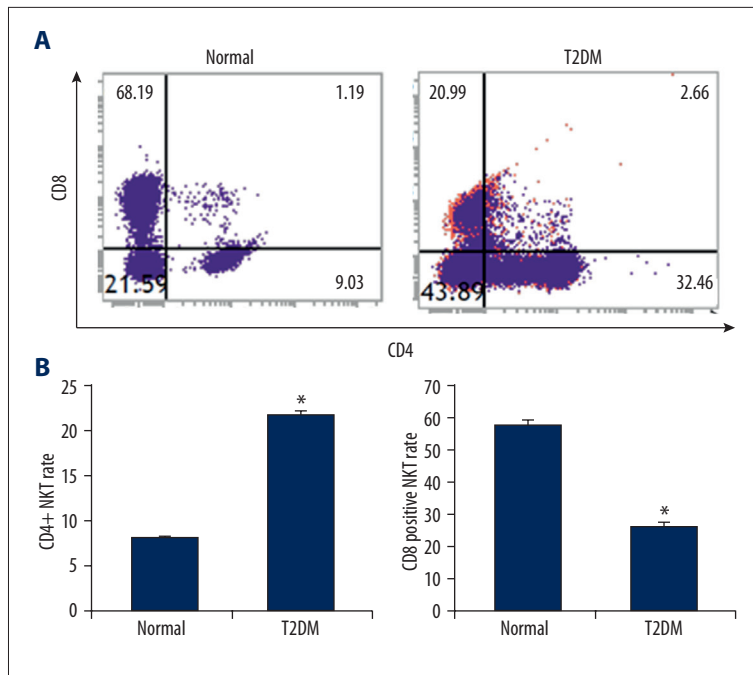 A
Normal
T2DM
68.19
1.19
20.99
2.66
CD8
21.59
9.03
43.89
32.46
CD4
B
25
20
15
10
5
0
CD4+ NKT rate
*
Normal
T2DM
70
60
50
40
30
20
10
0
CD8 positive NKT rate
*
Normal
T2DM